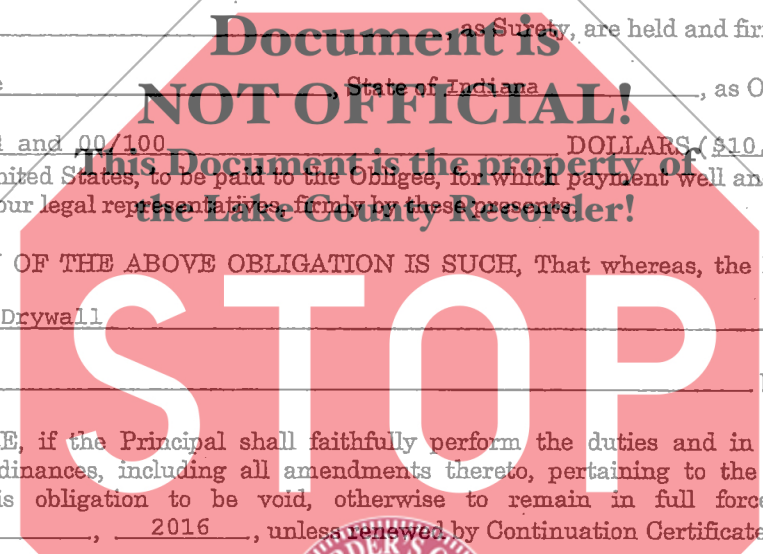 Document is
, as Surety, are held and
NOT OFFICIAL!
, State of Indiana , as
and 00/100 DOLLARS ($10,
This Document is the property of
United States, to be paid to the Obligee, for which payment well
the Lake County Recorder!
our legal representatives, firmly by these presents.
OF THE ABOVE OBLIGATION IS SUCH, That whereas, the
STOP
Drywall
if the Principal shall faithfully perform the duties and in
including all amendments thereto, pertaining to the
obligation to be void, otherwise to remain in full force
, 2016 , unless renewed by Continuation Certificate